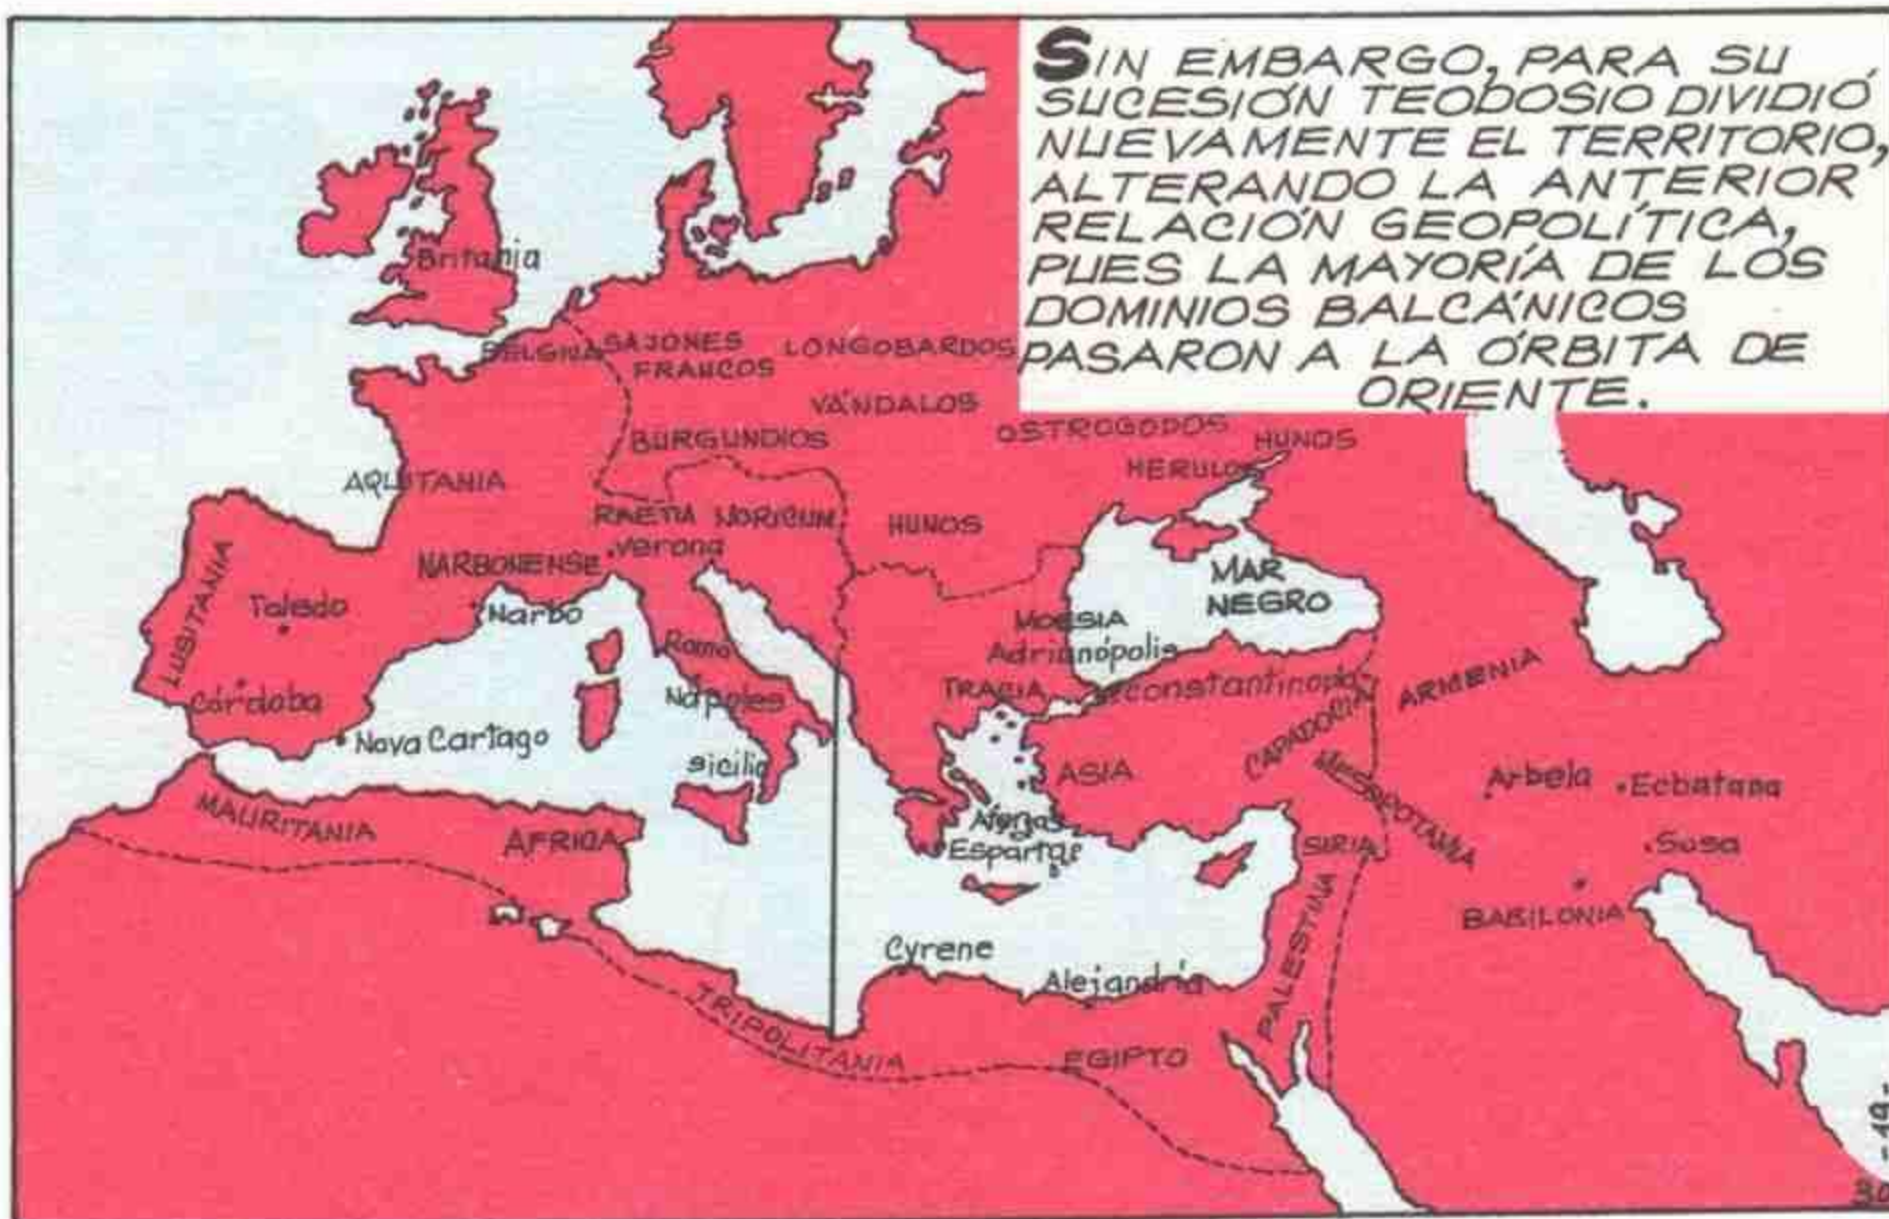 SIN EMBARGO, PARA SU
SUCESIÓN TEODOSIO DIVIDIÓ
NUEVAMENTE EL TERRITORIO,
ALTERANDO LA ANTERIOR
RELACIÓN GEOPOLÍTICA,
PUES LA MAYORÍA DE LOS
DOMINIOS BALCÁNICOS
PASARON A LA ÓRBITA DE
ORIENTE.
Britania
BELGICA
SAJONES
FRANCOS
LONGOBARDOS
VÁNDALOS
BURGUNDIOS
OSTROGODOS
HUNOS
HERULOS
AQUITANIA
RAETIA
NORICUM
HUNOS
Verona
NARBONENSE
MAR
NEGRO
LUSITANIA
Toledo
Narbo
MOESIA
Roma
Adrianópolis
ARMENIA
Córdoba
Nápoles
TRACIA
Constantinopla
CAPADOCIA
Nova Cartago
Sicilia
ASIA
MESOPOTAMIA
Arbela
Ecbatana
MAURITANIA
AFRICA
Atenas
Esparta
SIRIA
Susa
BABILONIA
PALESTINA
Cyrene
Alejandría
TRIPOLITANIA
EGIPTO
-19-
30